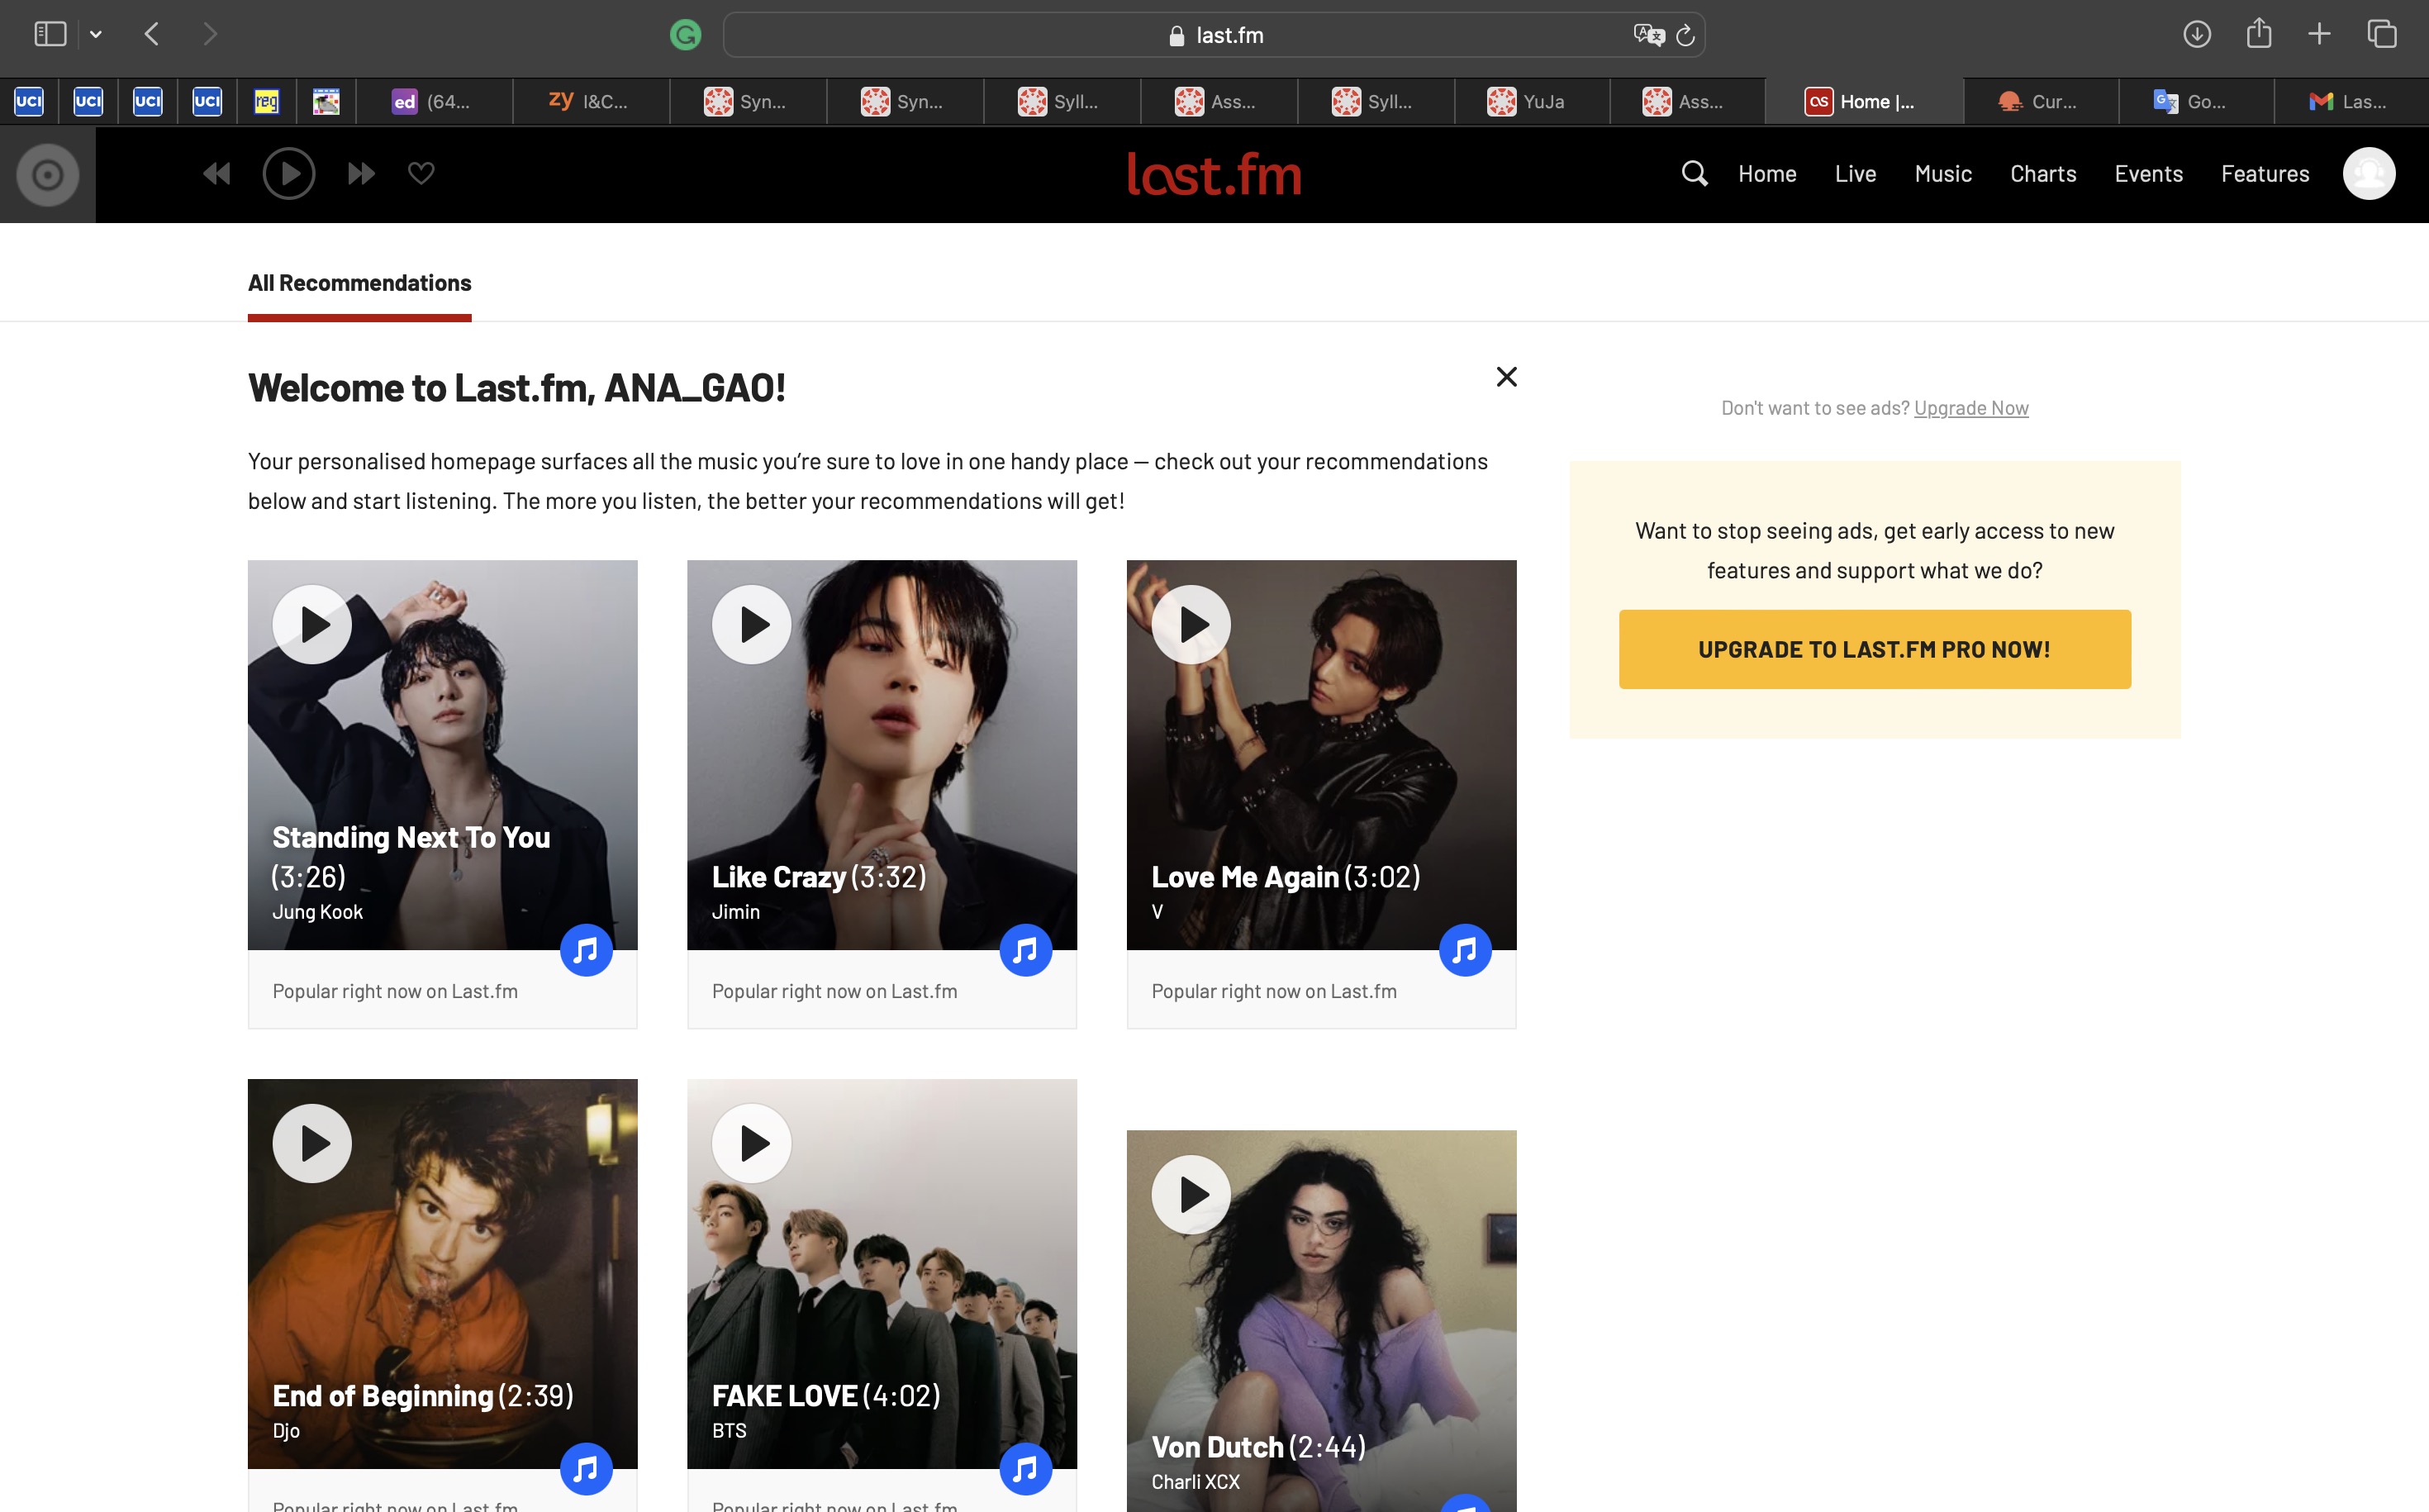 last.fm
UCI UCI UCI UCI reg ed (64... zy I&C... Syn... Syn... Syll... Ass... Syll... YuJa Ass... Home |... Cur... Go... Las...
last.fm Home Live Music Charts Events Features
All Recommendations
Welcome to Last.fm, ANA_GAO!
Your personalised homepage surfaces all the music you’re sure to love in one handy place — check out your recommendations
below and start listening. The more you listen, the better your recommendations will get!
Don't want to see ads? Upgrade Now
Want to stop seeing ads, get early access to new
features and support what we do?
UPGRADE TO LAST.FM PRO NOW!
Standing Next To You
(3:26)
Jung Kook
Popular right now on Last.fm
Like Crazy (3:32)
Jimin
Popular right now on Last.fm
Love Me Again (3:02)
V
Popular right now on Last.fm
End of Beginning (2:39)
Djo
Popular right now on Last.fm
FAKE LOVE (4:02)
BTS
Popular right now on Last.fm
Von Dutch (2:44)
Charli XCX